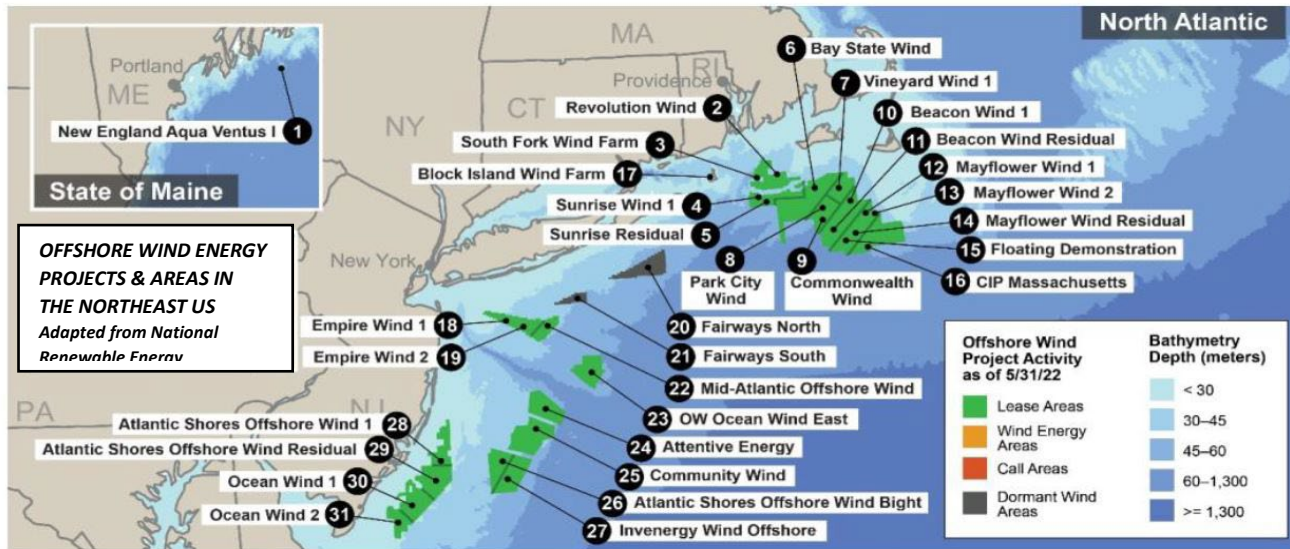 North Atlantic
MA
Providence
RI
CT
NY
New York
PA
NJ
Portland
ME
New England Aqua Ventus I 1
State of Maine
OFFSHORE WIND ENERGY
PROJECTS & AREAS IN
THE NORTHEAST US
Adapted from National
Renewable Energy
Revolution Wind 2
South Fork Wind Farm 3
Block Island Wind Farm 17
Sunrise Wind 1 4
Sunrise Residual 5
6 Bay State Wind
7 Vineyard Wind 1
10 Beacon Wind 1
11 Beacon Wind Residual
12 Mayflower Wind 1
13 Mayflower Wind 2
14 Mayflower Wind Residual
15 Floating Demonstration
16 CIP Massachusetts
8
Park City
Wind
9
Commonwealth
Wind
Empire Wind 1 18
Empire Wind 2 19
20 Fairways North
21 Fairways South
22 Mid-Atlantic Offshore Wind
23 OW Ocean Wind East
24 Attentive Energy
25 Community Wind
26 Atlantic Shores Offshore Wind Bight
27 Invenergy Wind Offshore
Atlantic Shores Offshore Wind 1 28
Atlantic Shores Offshore Wind Residual 29
Ocean Wind 1 30
Ocean Wind 2 31
Offshore Wind
Project Activity
as of 5/31/22
Lease Areas
Wind Energy
Areas
Call Areas
Dormant Wind
Areas
Bathymetry
Depth (meters)
< 30
30–45
45–60
60–1,300
>= 1,300